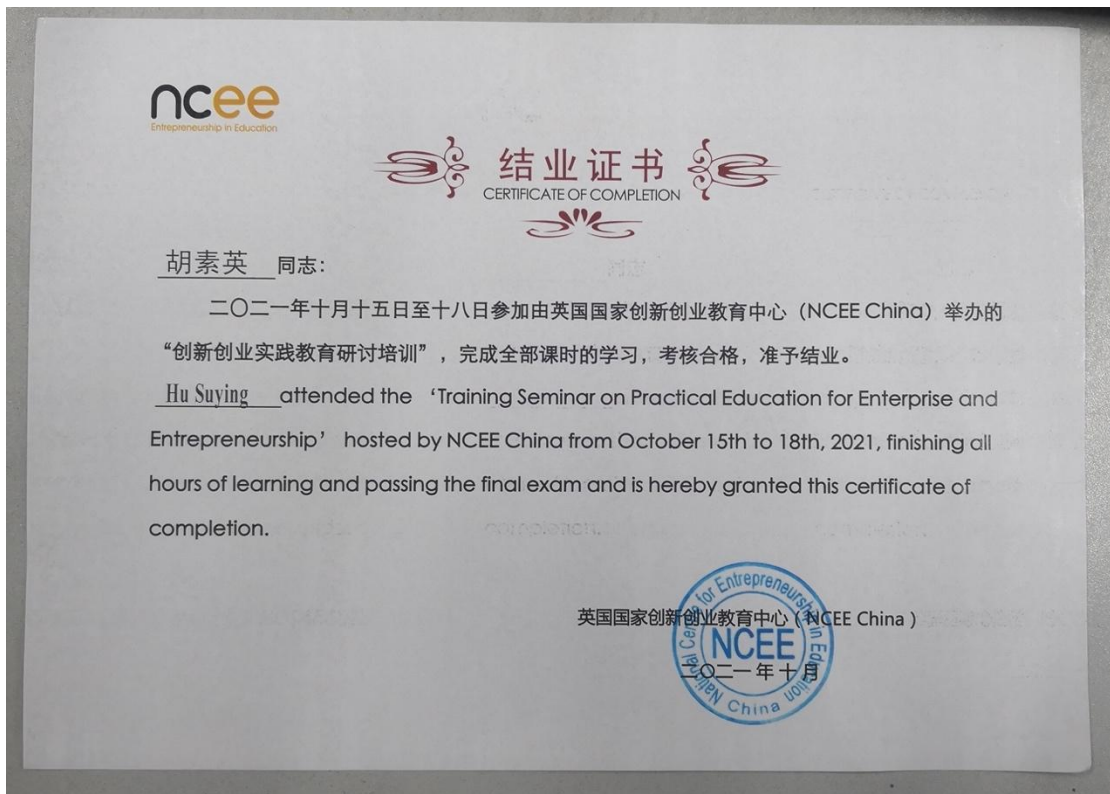 ncee
Entrepreneurship in Education
结业证书
CERTIFICATE OF COMPLETION
胡素英 同志：
二〇二一年十月十五日至十八日参加由英国国家创新创业教育中心（NCEE China）举办的
“创新创业实践教育研讨培训”，完成全部课时的学习，考核合格，准予结业。
Hu Suying attended the ‘Training Seminar on Practical Education for Enterprise and
Entrepreneurship’ hosted by NCEE China from October 15th to 18th, 2021, finishing all
hours of learning and passing the final exam and is hereby granted this certificate of
completion.
英国国家创新创业教育中心（NCEE China）
二〇二一年十月
National Centre for Entrepreneurship in Education
NCEE
China